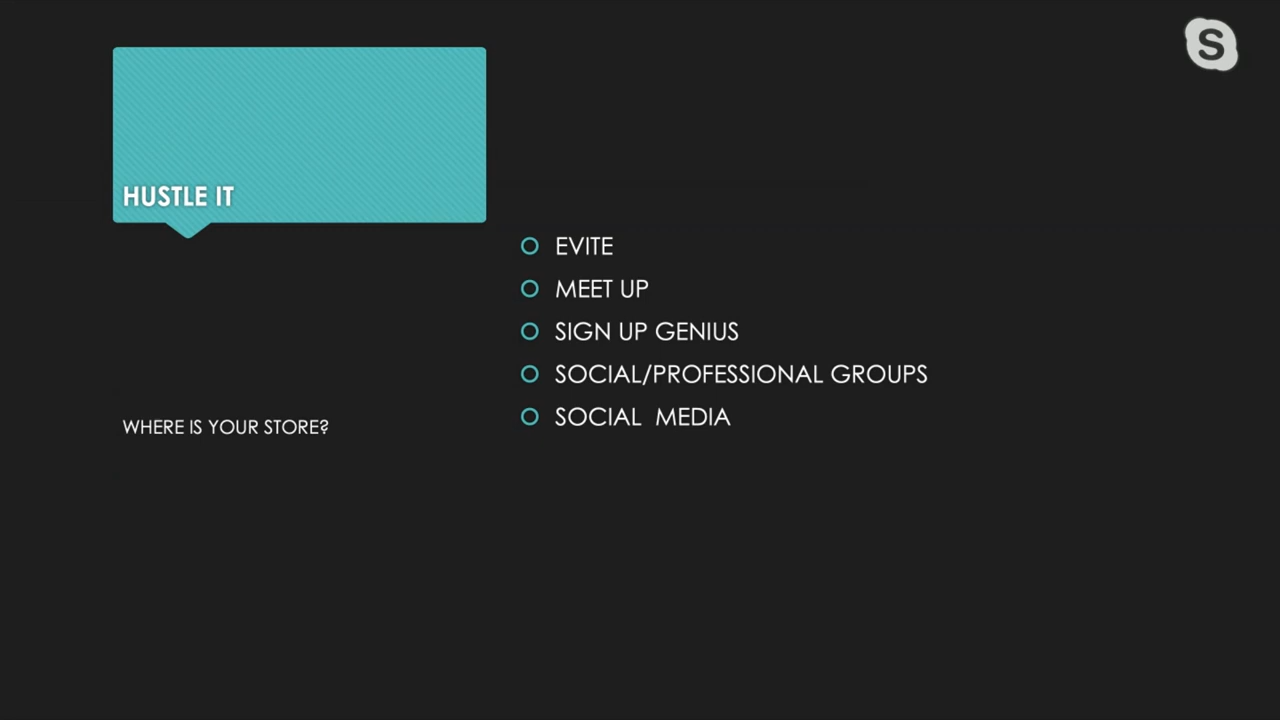 HUSTLE IT
WHERE IS YOUR STORE?
EVITE
MEET UP
SIGN UP GENIUS
SOCIAL/PROFESSIONAL GROUPS
SOCIAL  MEDIA
S